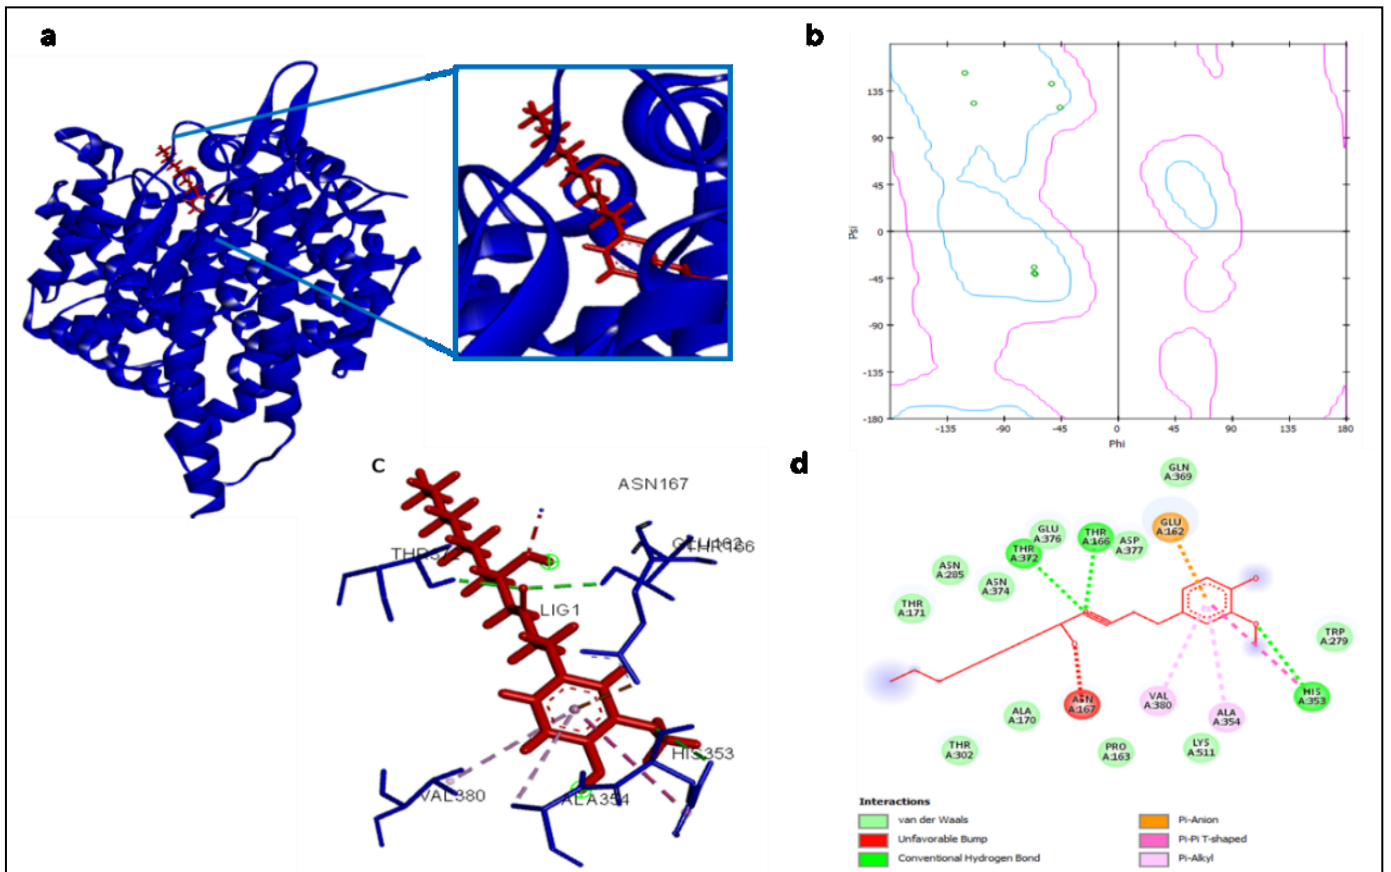 a
b
135
90
45
0
-45
-90
-135
-180
Psi
-135
-90
-45
0
45
90
135
180
Phi
c
ASN167
THR166
LIG1
HIS353
VAL380
ALA354
d
GLN
A:369
GLU
A:162
GLU
A:376
THR
A:166
ASP
A:377
THR
A:372
ASN
A:285
ASN
A:374
THR
A:171
TRP
A:279
HIS
A:353
ASN
A:167
VAL
A:380
ALA
A:354
ALA
A:170
THR
A:302
PRO
A:163
LYS
A:511
Interactions
van der Waals
Unfavorable Bump
Conventional Hydrogen Bond
Pi-Anion
Pi-Pi T-shaped
Pi-Alkyl